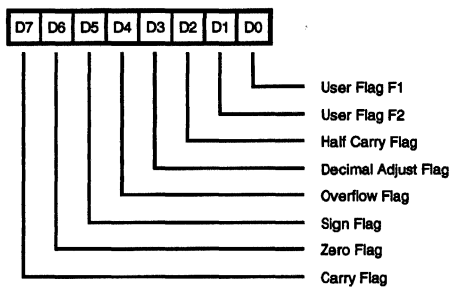 D7 D6 D5 D4 D3 D2 D1 D0
User Flag F1
User Flag F2
Half Carry Flag
Decimal Adjust Flag
Overflow Flag
Sign Flag
Zero Flag
Carry Flag